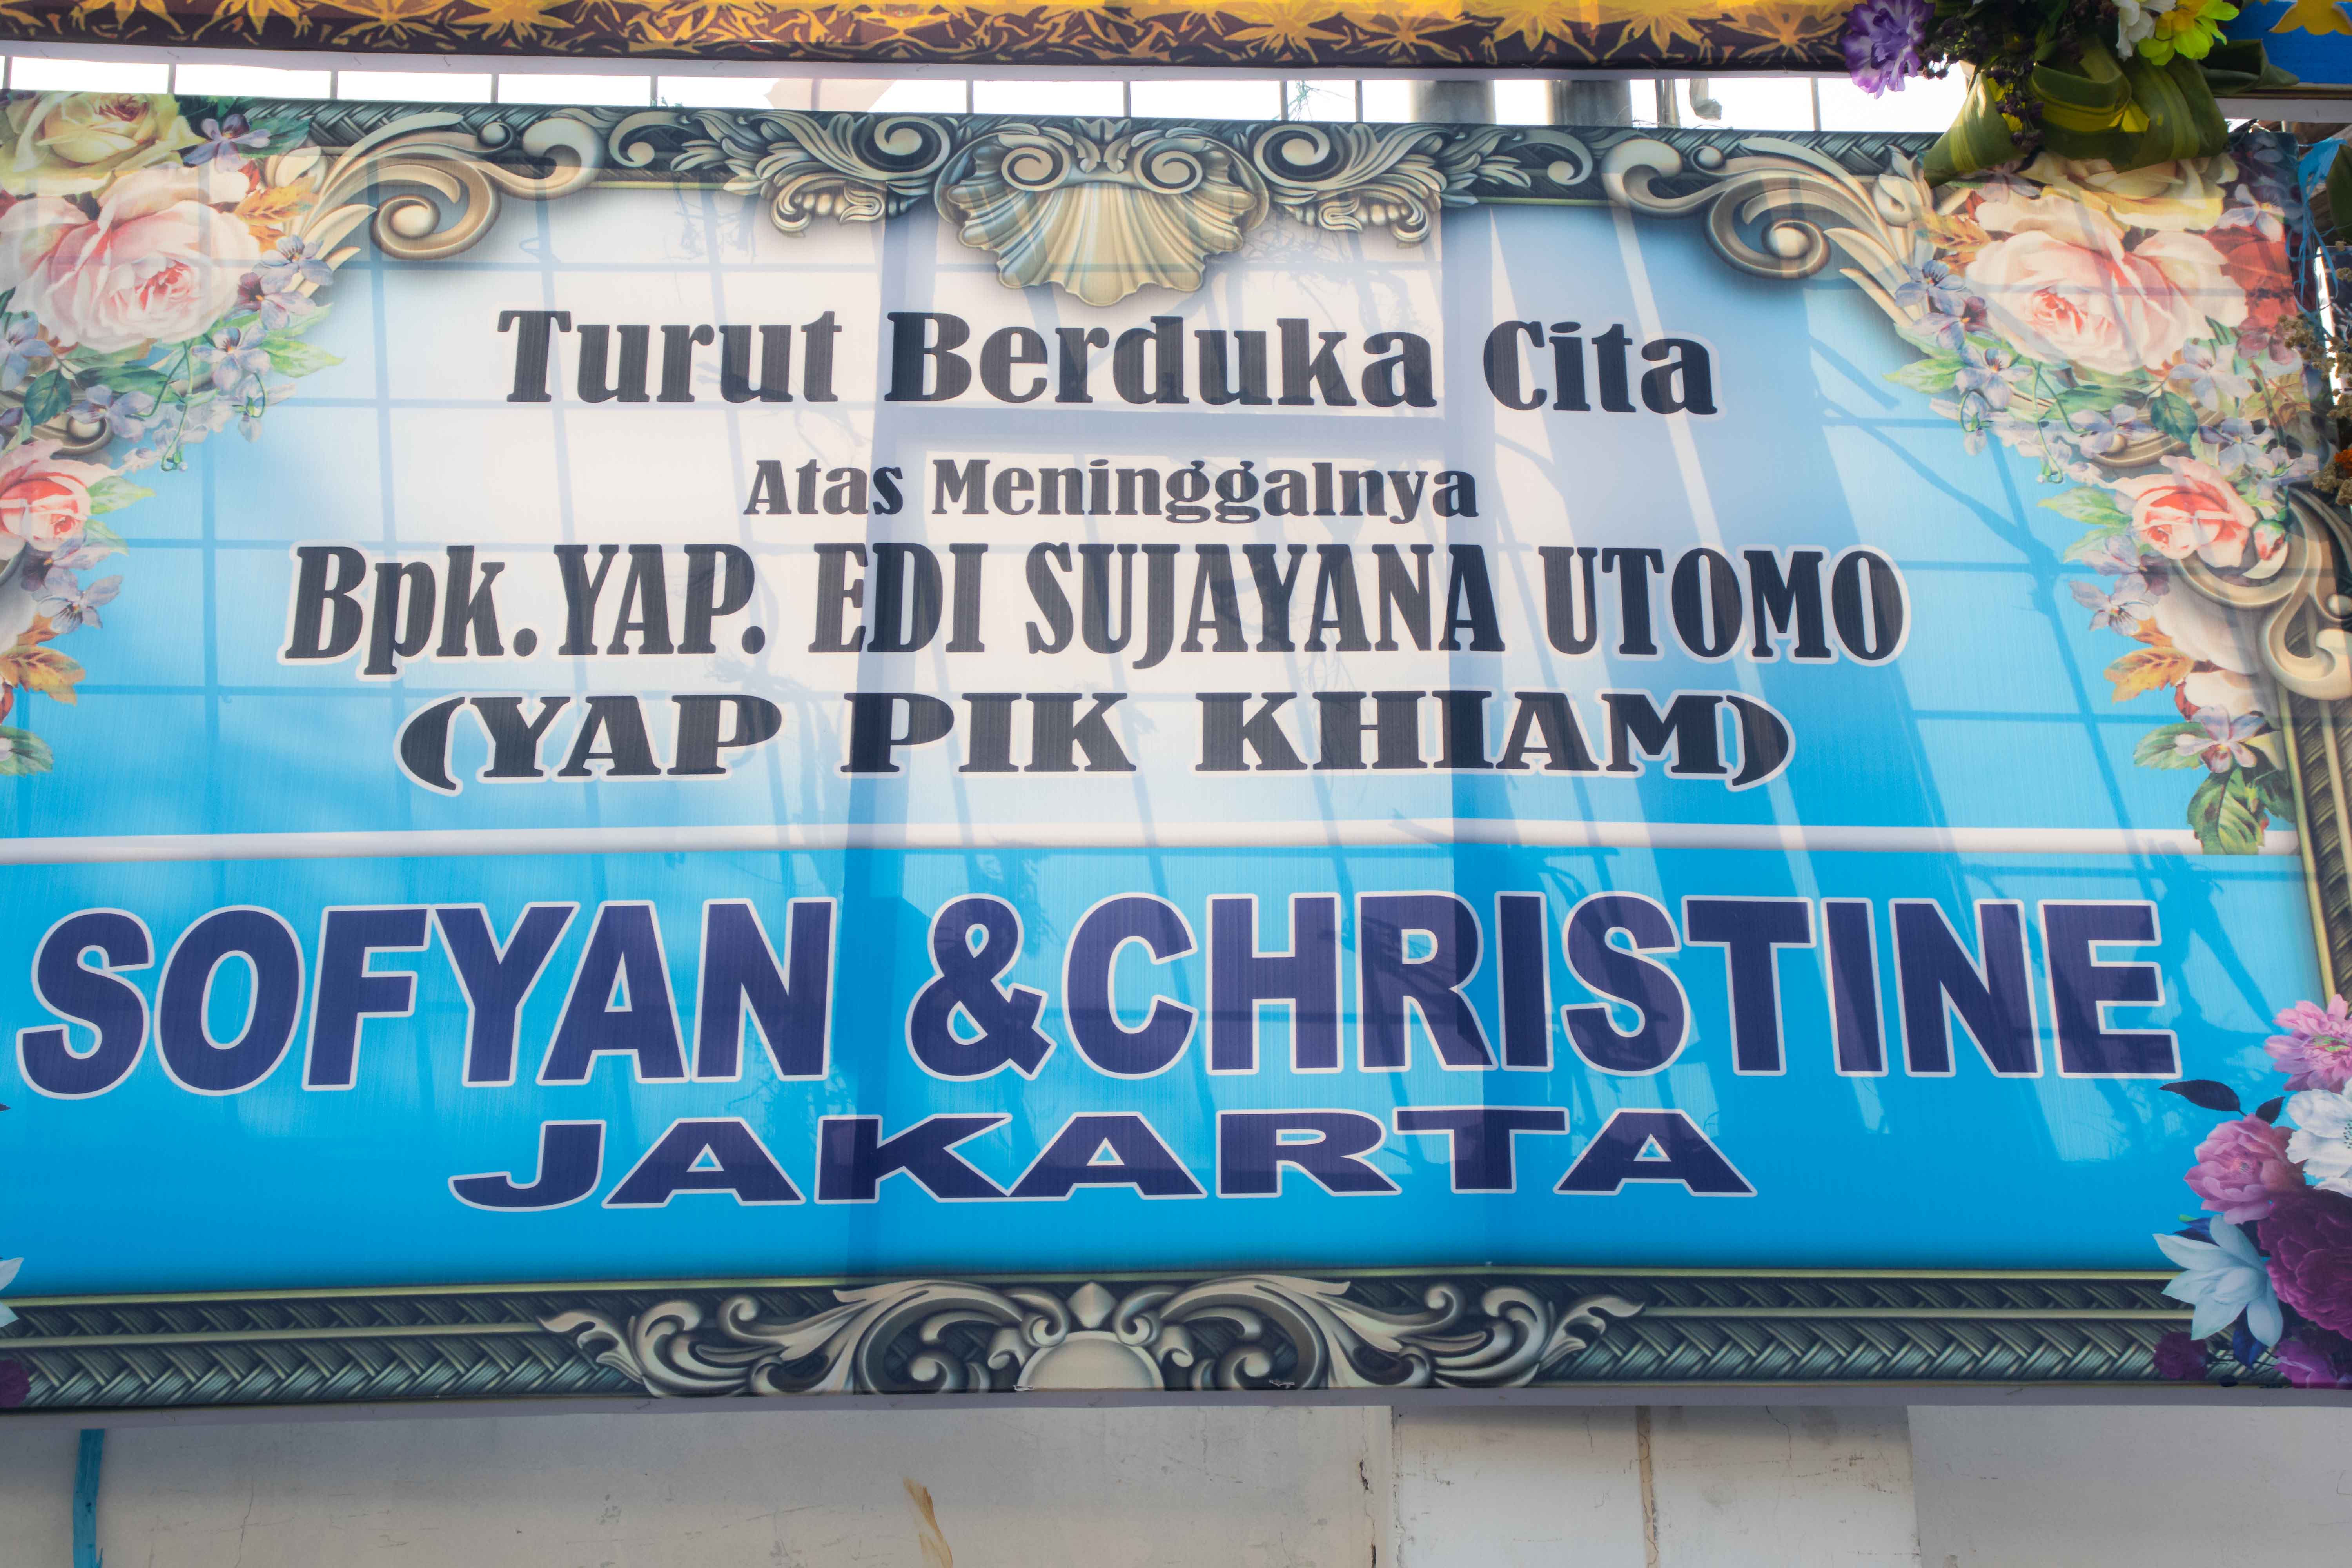 Turut Berduka Cita
Atas Meninggalnya
Bpk. YAP. EDI SUJAYANA UTOMO
(YAP PIK KHIAM)
SOFYAN & CHRISTINE
JAKARTA